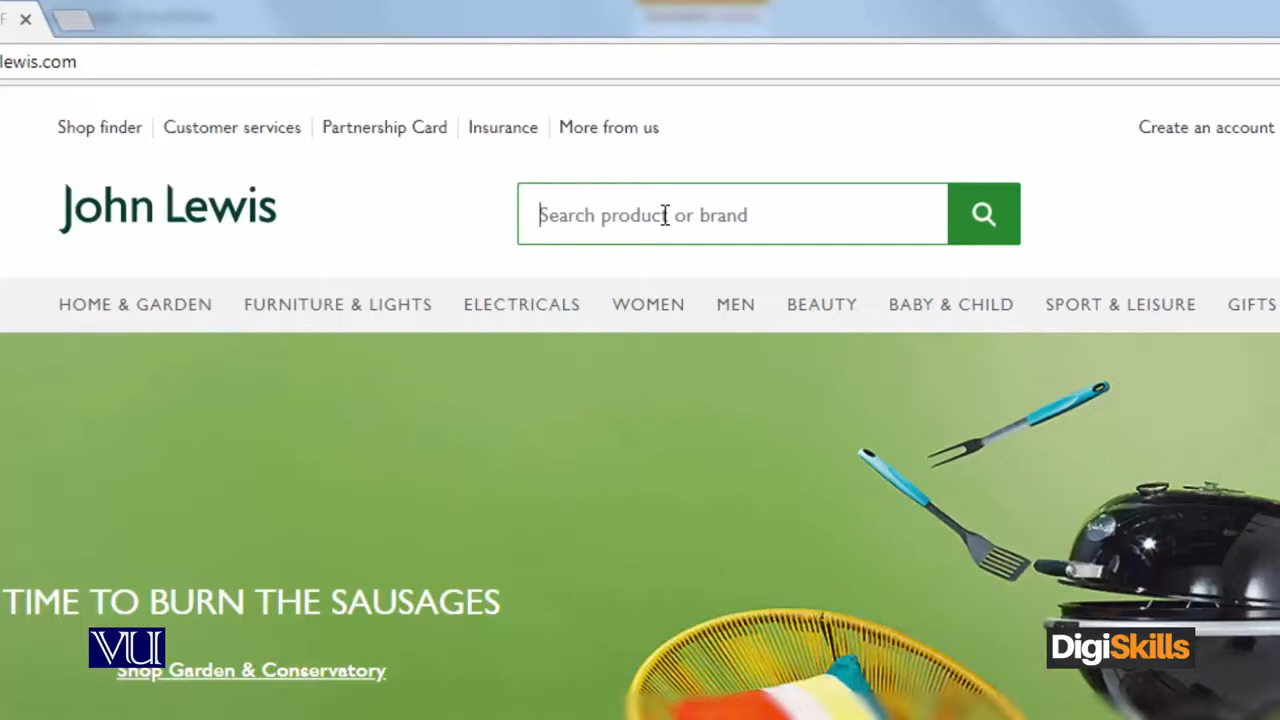 F
lewis.com
Shop finder Customer services Partnership Card Insurance More from us Create an account
John Lewis
Search product or brand
HOME & GARDEN FURNITURE & LIGHTS ELECTRICALS WOMEN MEN BEAUTY BABY & CHILD SPORT & LEISURE GIFTS
TIME TO BURN THE SAUSAGES
VU
Shop Garden & Conservatory
DigiSkills